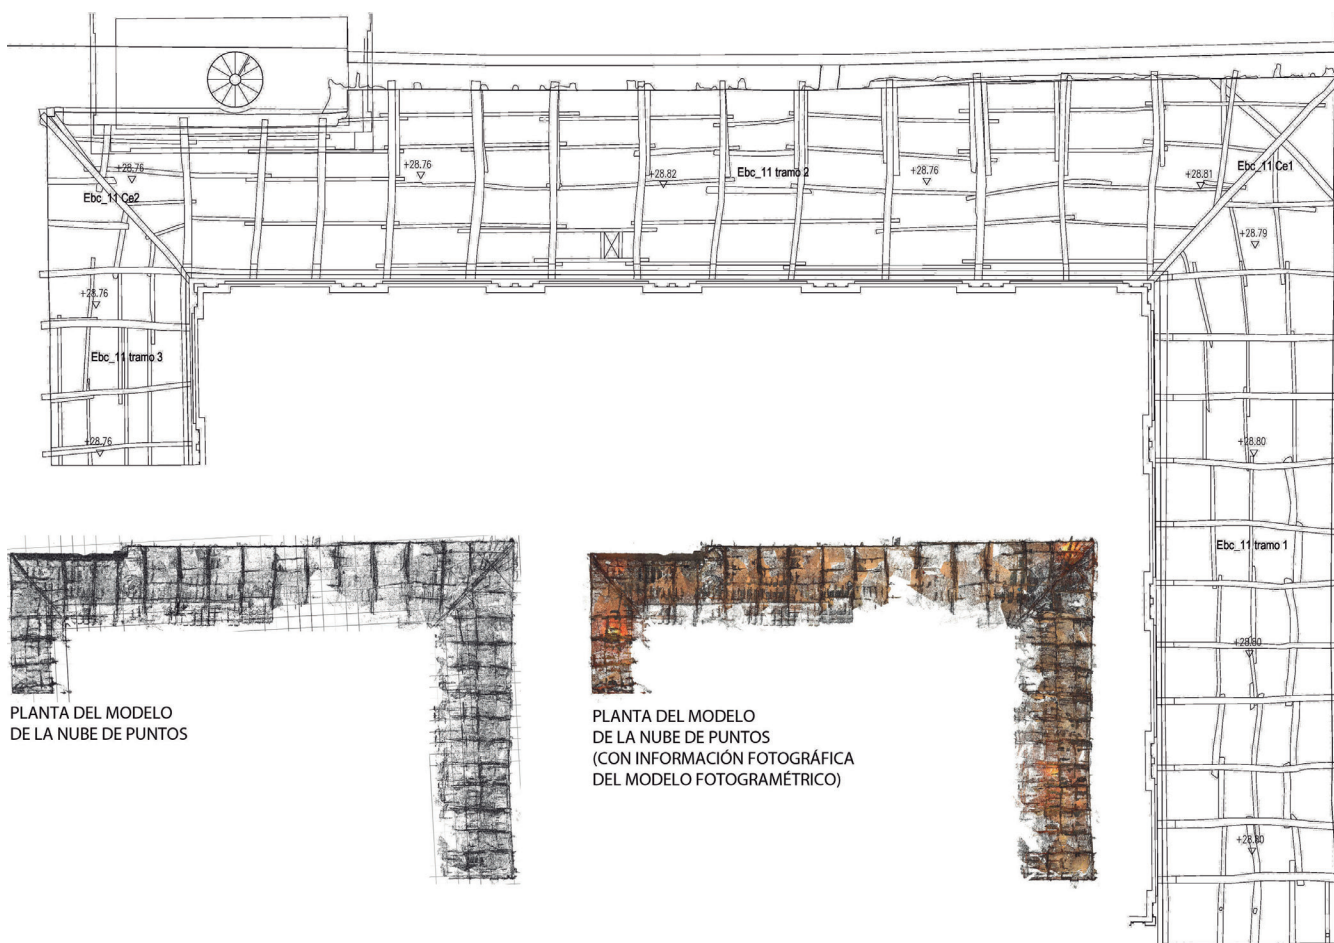 +28.76
+28.76
+28.82
Ebc_11 tramo 2
+28.76
+28.81
Ebc_11 Ce1
Ebc_11 Ce2
+28.79
+28.76
Ebc_11 tramo 3
+28.76
+28.80
Ebc_11 tramo 1
+28.80
+28.80
PLANTA DEL MODELO
DE LA NUBE DE PUNTOS
PLANTA DEL MODELO
DE LA NUBE DE PUNTOS
(CON INFORMACIÓN FOTOGRÁFICA
DEL MODELO FOTOGRAMÉTRICO)